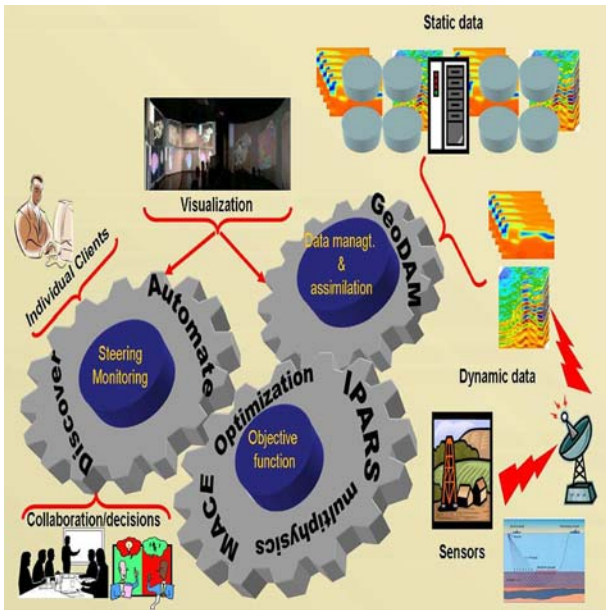 Static data
Visualization
GeoDAM
Data managt.
&
assimilation
Individual Clients
Automate
Steering
Monitoring
Discover
Dynamic data
Optimization
IPARS
Objective
function
MACE
multiphysics
Collaboration/decisions
Sensors